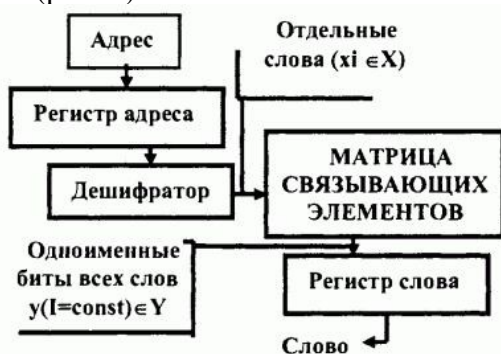 Адрес
Отдельные
слова (xi ∈X)
Регистр адреса
Дешифратор
МАТРИЦА
СВЯЗЫВАЮЩИХ
ЭЛЕМЕНТОВ
Одноименные
биты всех слов
y(I=const)∈Y
Регистр слова
Слово